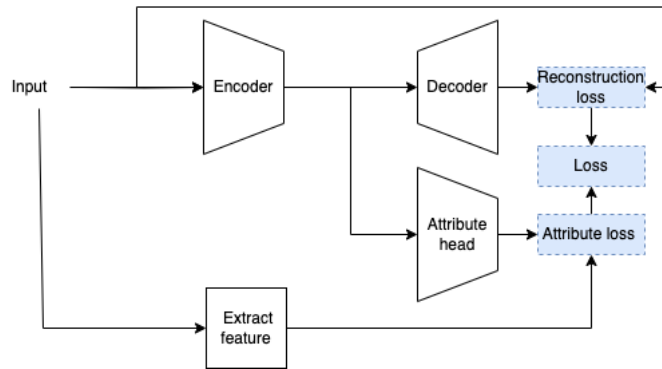 Input
Encoder
Decoder
Reconstruction
loss
Loss
Attribute
head
Attribute loss
Extract
feature